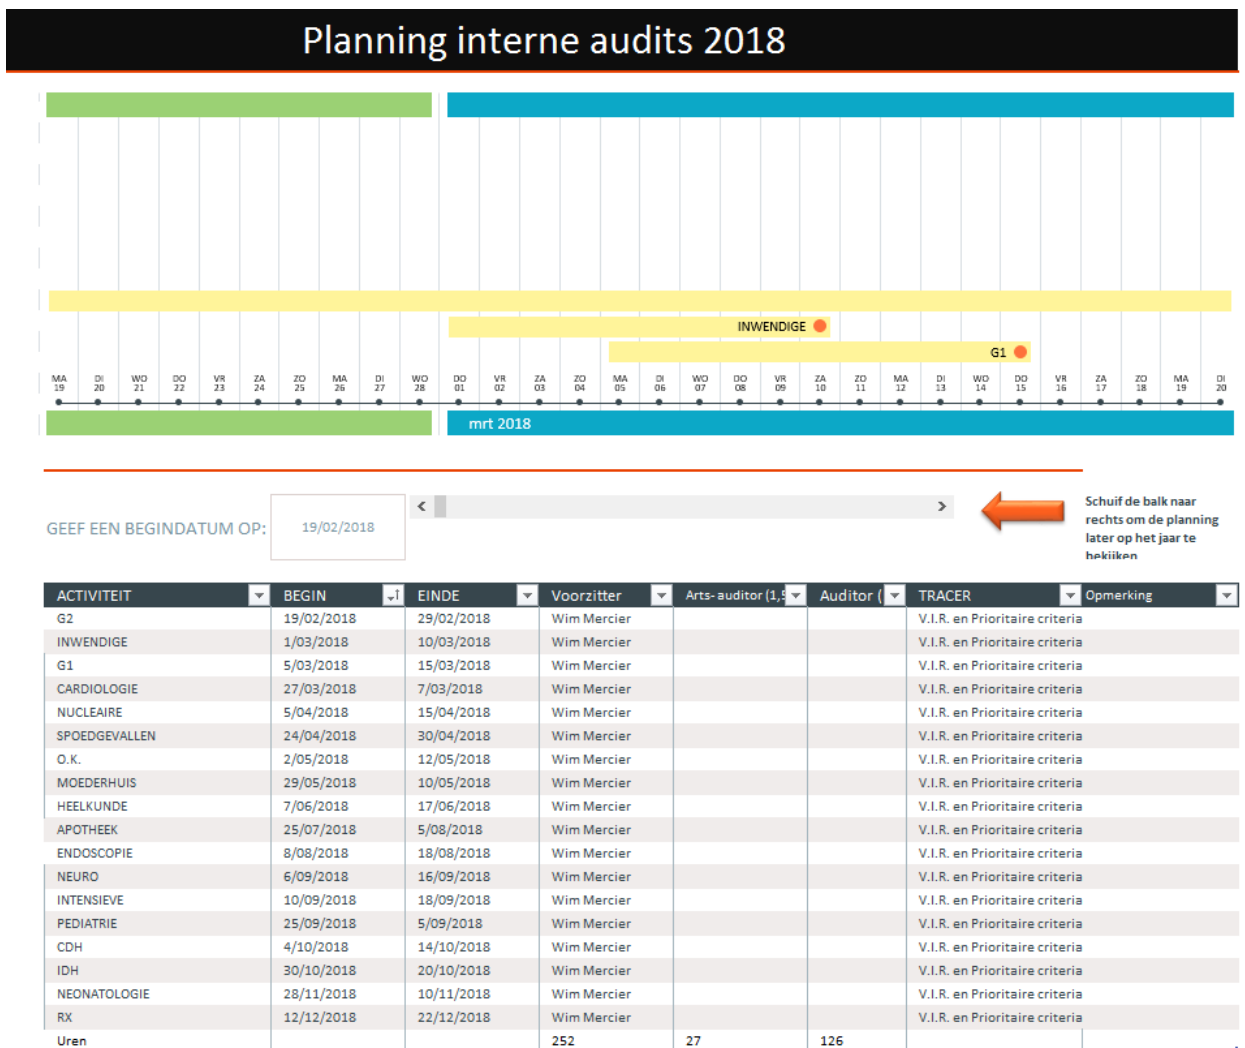 Planning interne audits 2018
INWENDIGE
G1
MA DI WO DO VR ZA ZO MA DI WO DO VR ZA ZO MA DI WO DO VR ZA ZO MA DI WO DO VR ZA ZO MA DI
19 20 21 22 23 24 25 26 27 28 01 02 03 04 05 06 07 08 09 10 11 12 13 14 15 16 17 18 19 20
mrt 2018
GEEF EEN BEGINDATUM OP: 19/02/2018
Schuif de balk naar
rechts om de planning
later op het jaar te
bekijken
ACTIVITEIT BEGIN EINDE Voorzitter Arts- auditor (1,5 Auditor ( TRACER Opmerking
G2 19/02/2018 29/02/2018 Wim Mercier V.I.R. en Prioritaire criteria
INWENDIGE 1/03/2018 10/03/2018 Wim Mercier V.I.R. en Prioritaire criteria
G1 5/03/2018 15/03/2018 Wim Mercier V.I.R. en Prioritaire criteria
CARDIOLOGIE 27/03/2018 7/03/2018 Wim Mercier V.I.R. en Prioritaire criteria
NUCLEAIRE 5/04/2018 15/04/2018 Wim Mercier V.I.R. en Prioritaire criteria
SPOEDGEVALLEN 24/04/2018 30/04/2018 Wim Mercier V.I.R. en Prioritaire criteria
O.K. 2/05/2018 12/05/2018 Wim Mercier V.I.R. en Prioritaire criteria
MOEDERHUIS 29/05/2018 10/05/2018 Wim Mercier V.I.R. en Prioritaire criteria
HEELKUNDE 7/06/2018 17/06/2018 Wim Mercier V.I.R. en Prioritaire criteria
APOTHEEK 25/07/2018 5/08/2018 Wim Mercier V.I.R. en Prioritaire criteria
ENDOSCOPIE 8/08/2018 18/08/2018 Wim Mercier V.I.R. en Prioritaire criteria
NEURO 6/09/2018 16/09/2018 Wim Mercier V.I.R. en Prioritaire criteria
INTENSIEVE 10/09/2018 18/09/2018 Wim Mercier V.I.R. en Prioritaire criteria
PEDIATRIE 25/09/2018 5/09/2018 Wim Mercier V.I.R. en Prioritaire criteria
CDH 4/10/2018 14/10/2018 Wim Mercier V.I.R. en Prioritaire criteria
IDH 30/10/2018 20/10/2018 Wim Mercier V.I.R. en Prioritaire criteria
NEONATOLOGIE 28/11/2018 10/11/2018 Wim Mercier V.I.R. en Prioritaire criteria
RX 12/12/2018 22/12/2018 Wim Mercier V.I.R. en Prioritaire criteria
Uren 252 27 126